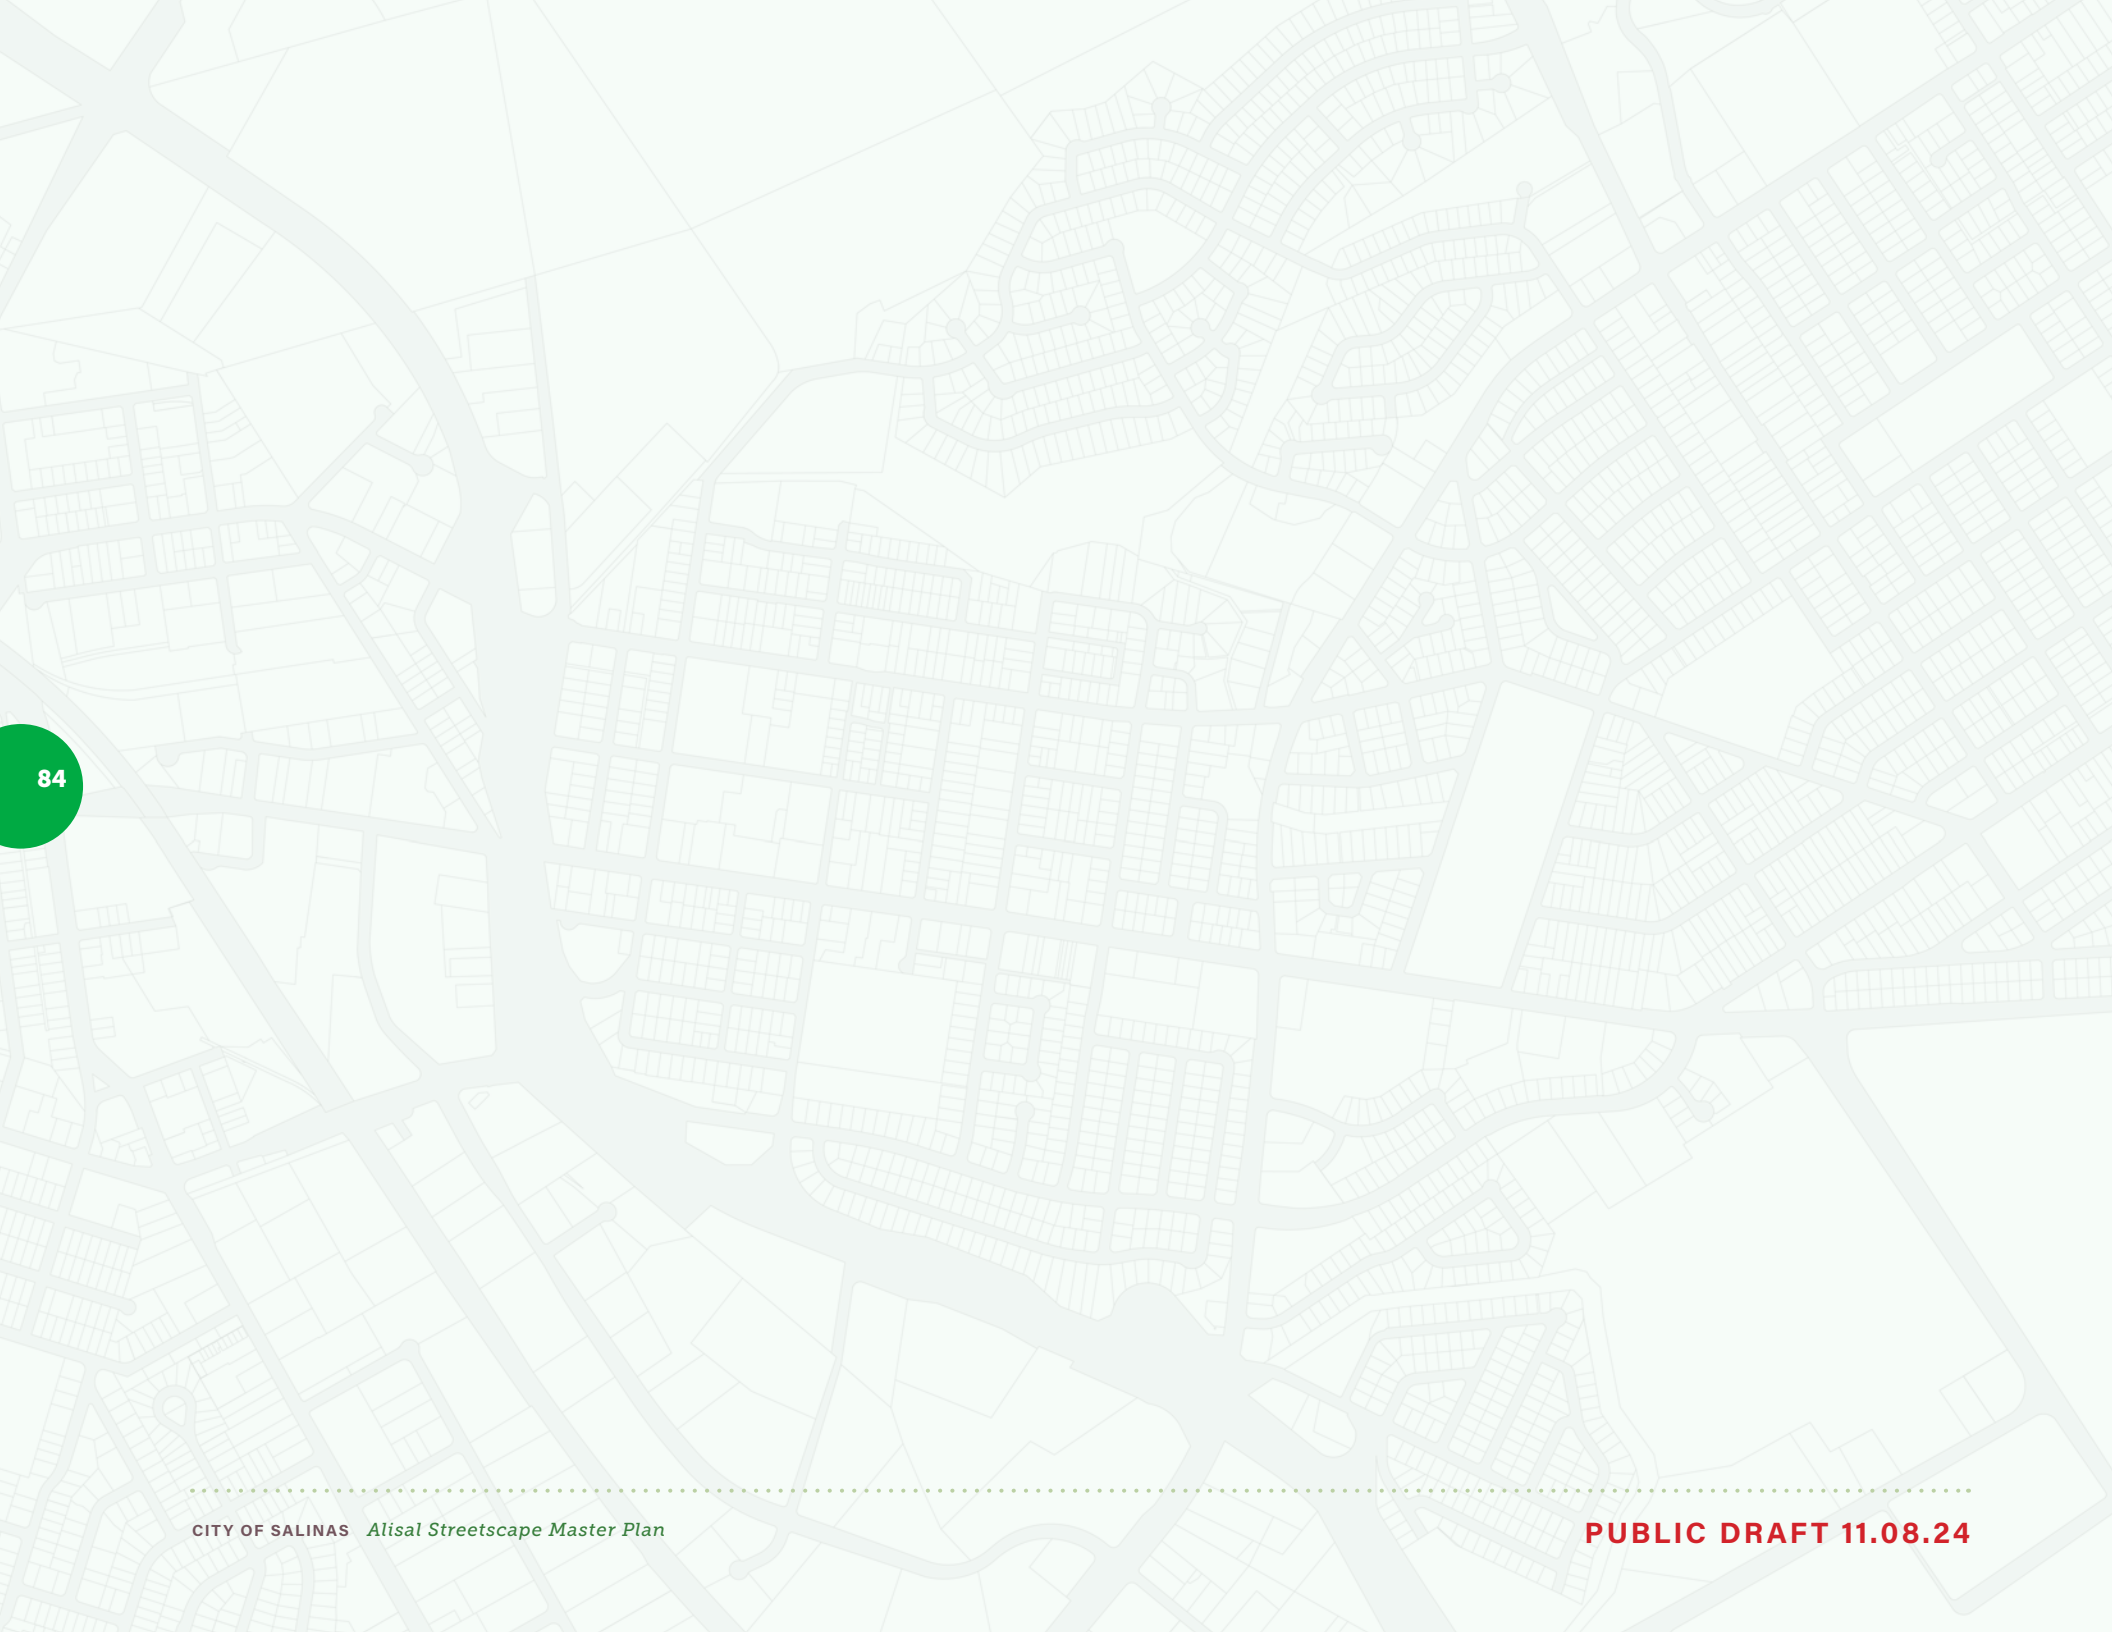 84
CITY OF SALINAS Alisal Streetscape Master Plan
PUBLIC DRAFT 11.08.24